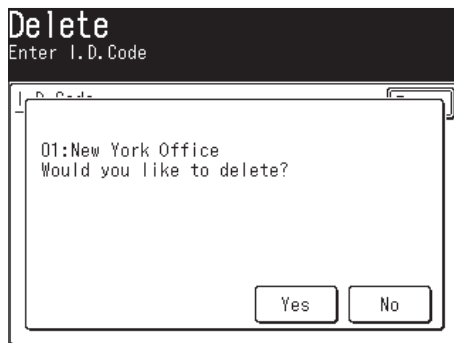 Delete
Enter I.D.Code
01:New York Office
Would you like to delete?
Yes
No